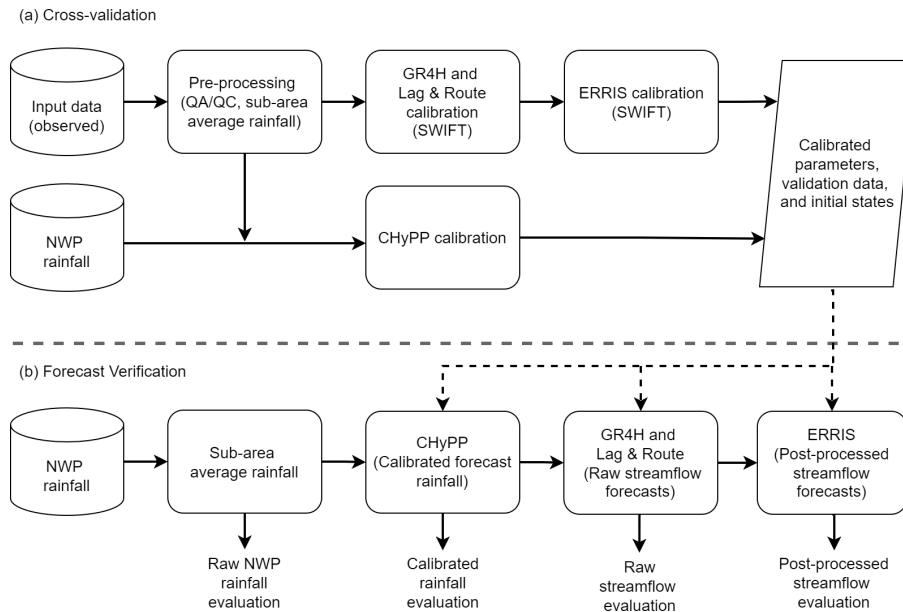 (a) Cross-validation
Input data
(observed)
Pre-processing
(QA/QC, sub-area
average rainfall)
GR4H and
Lag & Route
calibration
(SWIFT)
ERRIS calibration
(SWIFT)
Calibrated
parameters,
validation data,
and initial states
NWP
rainfall
CHyPP calibration
(b) Forecast Verification
NWP
rainfall
Sub-area
average rainfall
CHyPP
(Calibrated forecast
rainfall)
GR4H and
Lag & Route
(Raw streamflow
forecasts)
ERRIS
(Post-processed
streamflow
forecasts)
Raw NWP
rainfall
evaluation
Calibrated
rainfall
evaluation
Raw
streamflow
evaluation
Post-processed
streamflow
evaluation